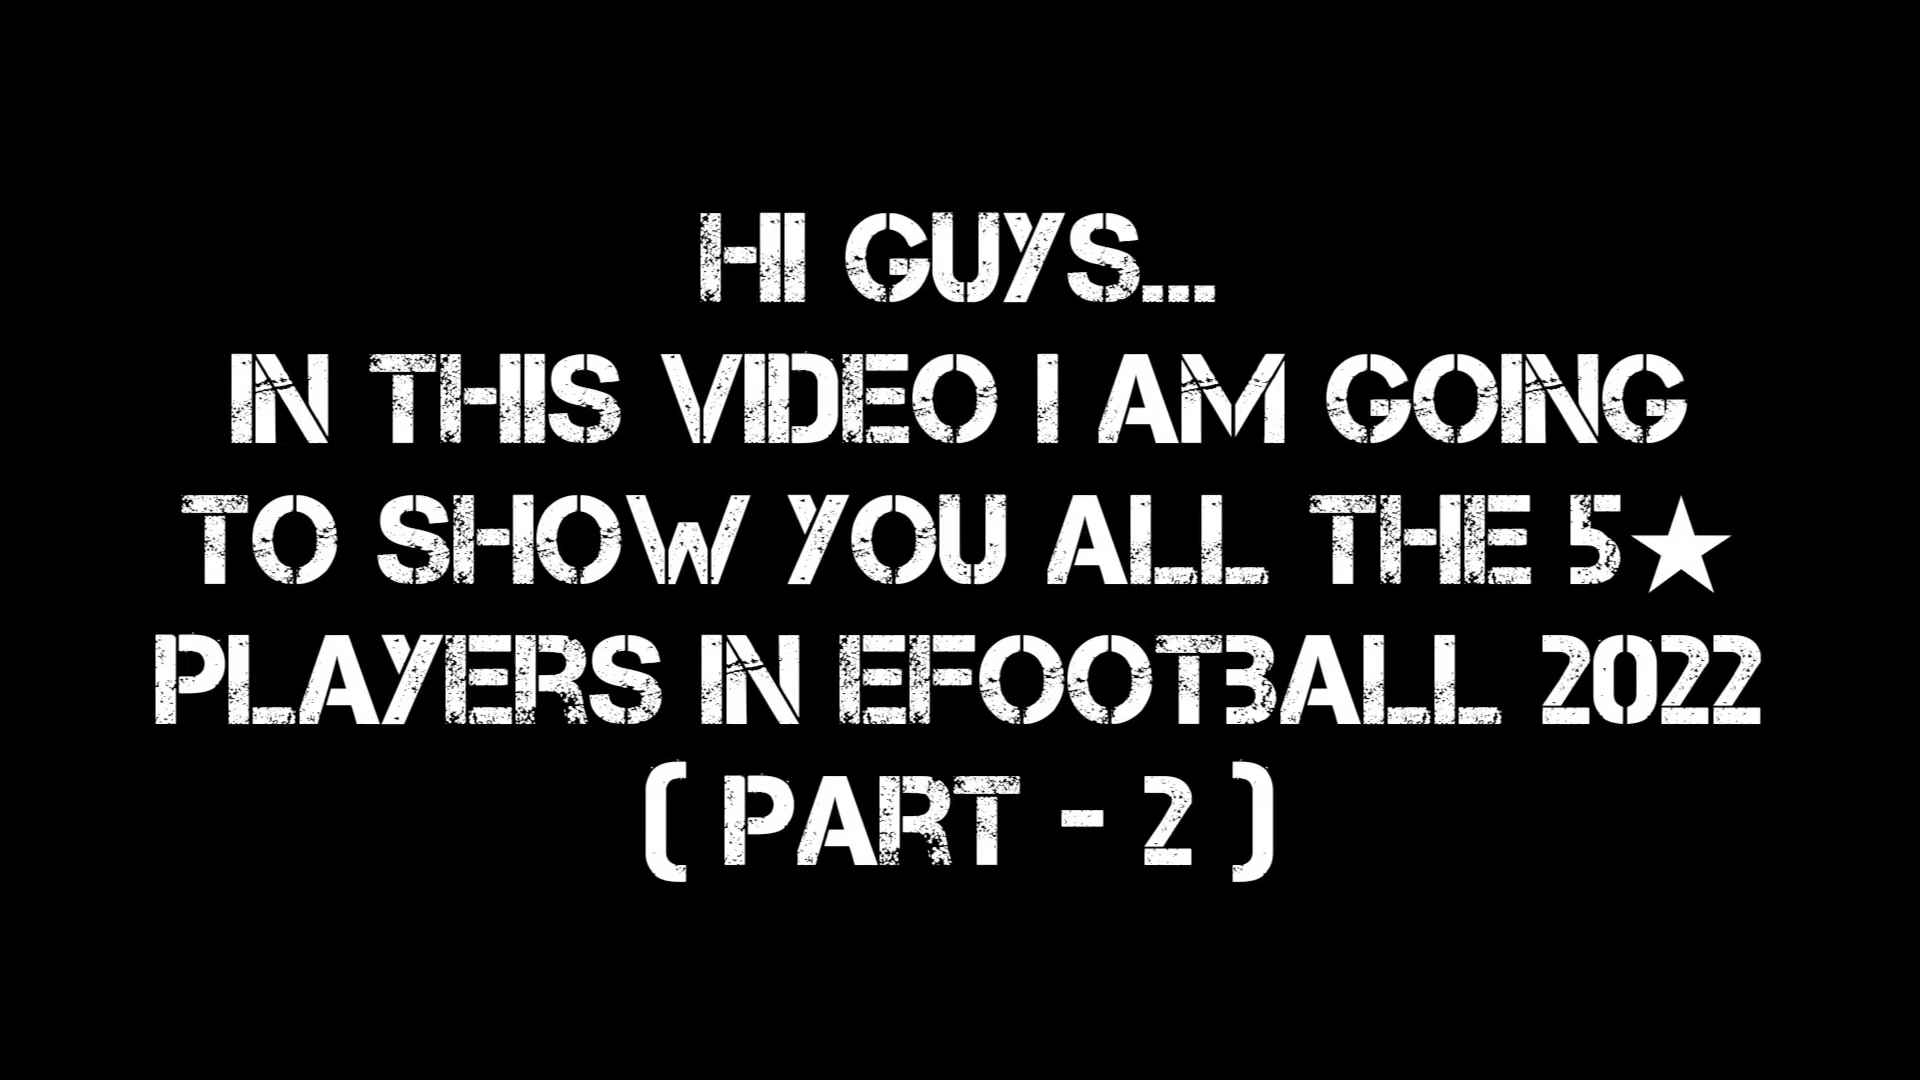 HI GUYS...
IN THIS VIDEO I AM GOING
TO SHOW YOU ALL THE 5★
PLAYERS IN EFOOTBALL 2022
( PART - 2 )